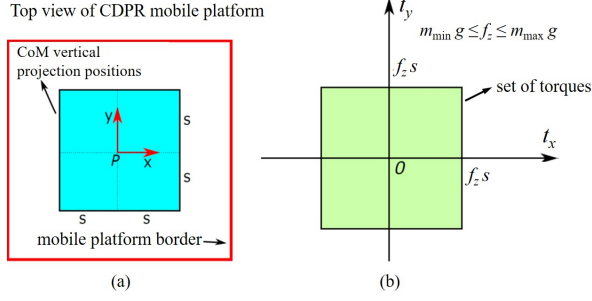 Top view of CDPR mobile platform
CoM vertical
projection positions
y
s
P
x
s
s
s
mobile platform border
(a)
t_y
m_min g ≤ f_z ≤ m_max g
f_z s
set of torques
t_x
0
f_z s
(b)